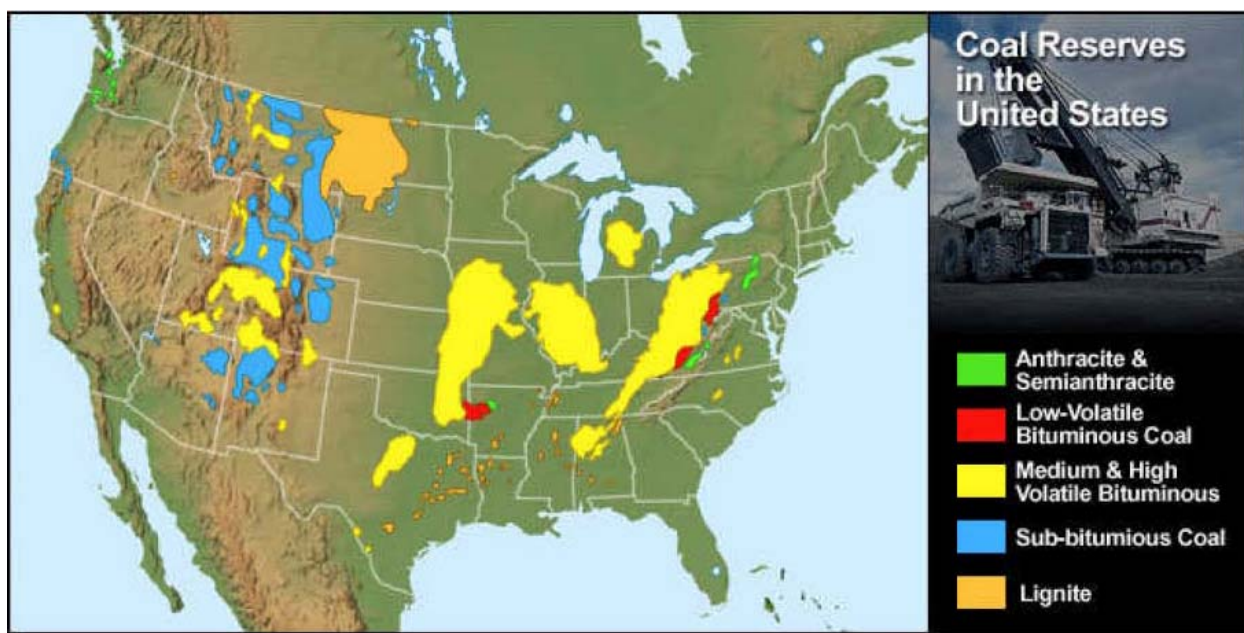 Coal Reserves
in the
United States
Anthracite &
Semianthracite
Low-Volatile
Bituminous Coal
Medium & High
Volatile Bituminous
Sub-bitumious Coal
Lignite